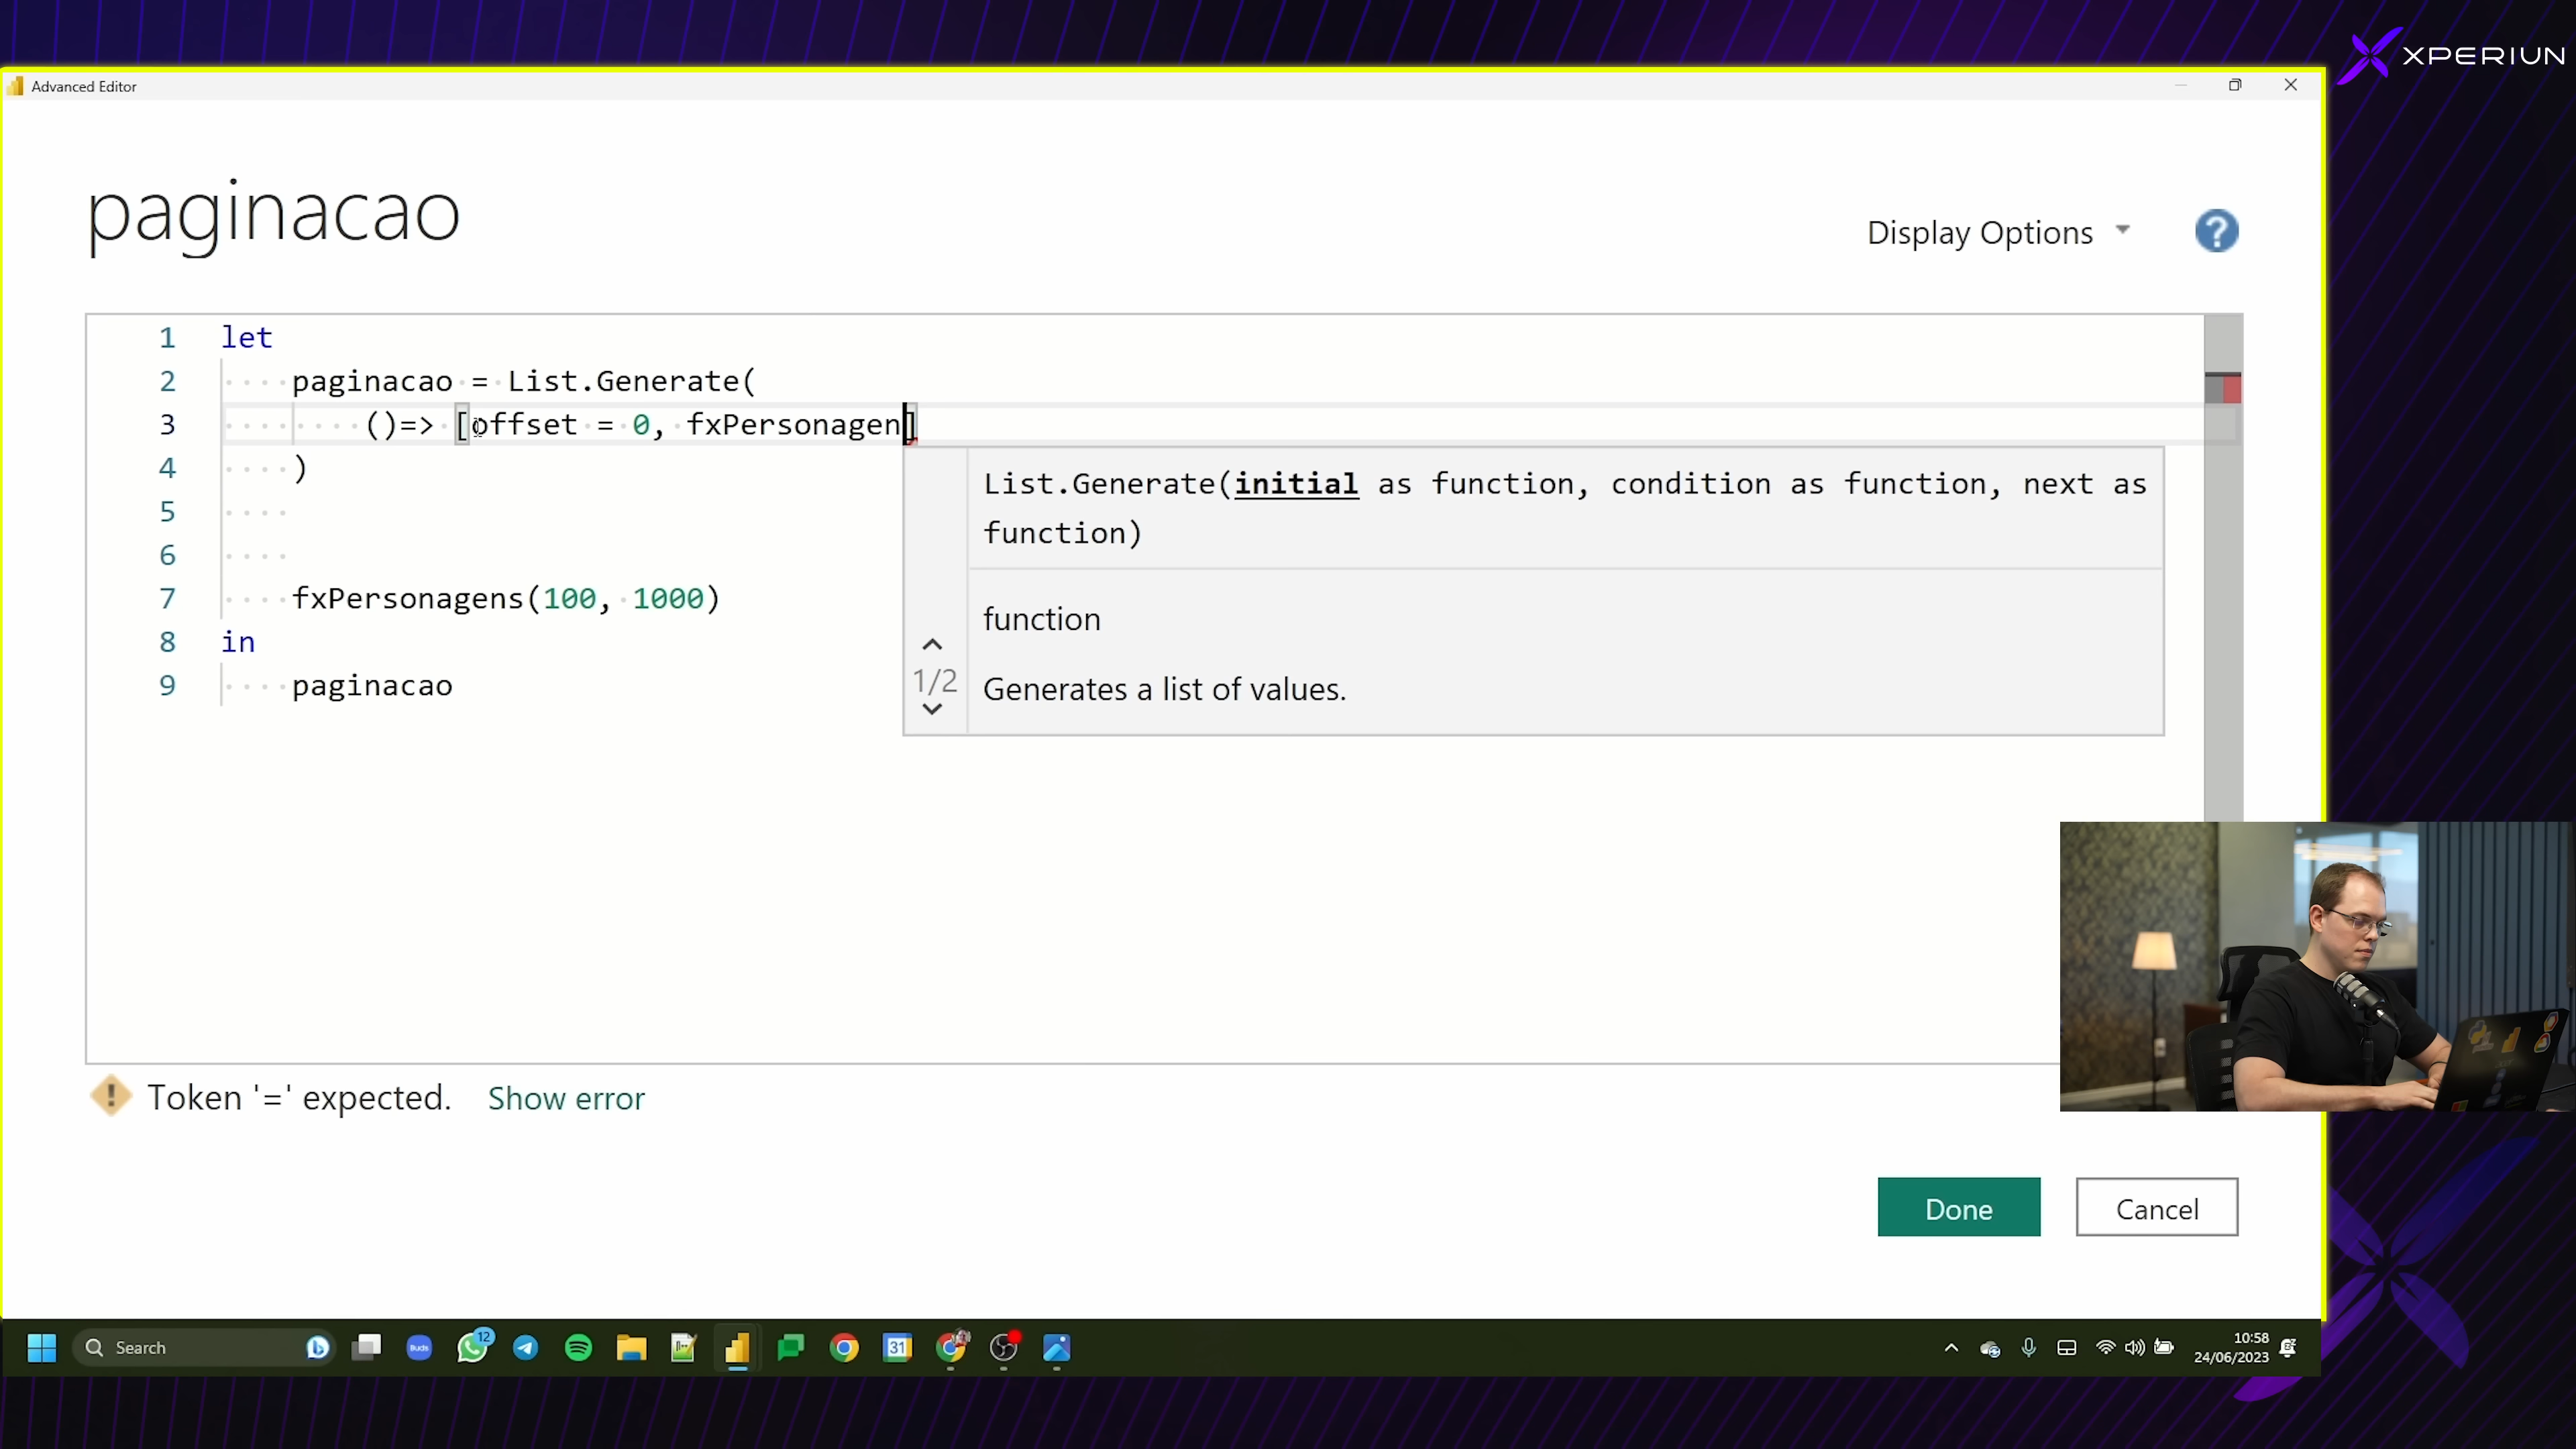 XPERIUN
Advanced Editor
paginacao
Display Options
?
1 let
2 paginacao = List.Generate(
3 ()=> [offset = 0, fxPersonagen]
4 )
5
6
7 fxPersonagens(100, 1000)
8 in
9 paginacao
List.Generate(initial as function, condition as function, next as
function)
function
1/2
Generates a list of values.
! Token '=' expected. Show error
Done
Cancel
Search
Buds
12
31
10:58
24/06/2023